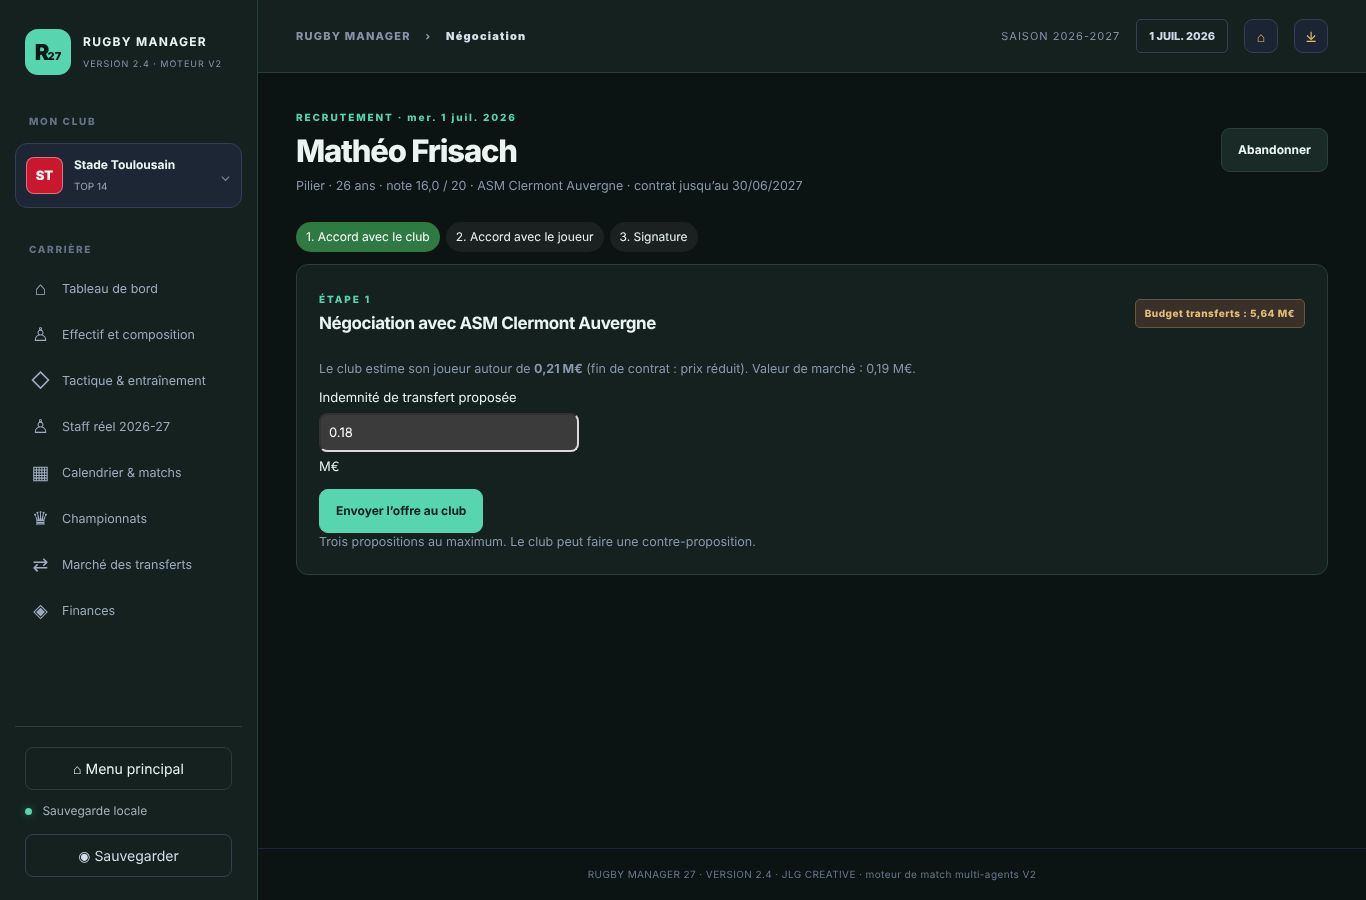 R27
RUGBY MANAGER
VERSION 2.4 · MOTEUR V2
MON CLUB
ST
Stade Toulousain
TOP 14
CARRIÈRE
Tableau de bord
Effectif et composition
Tactique & entraînement
Staff réel 2026-27
Calendrier & matchs
Championnats
Marché des transferts
Finances
Menu principal
Sauvegarde locale
Sauvegarder
RUGBY MANAGER › Négociation
SAISON 2026-2027
1 JUIL. 2026
RECRUTEMENT · mer. 1 juil. 2026
Mathéo Frisach
Pilier · 26 ans · note 16,0 / 20 · ASM Clermont Auvergne · contrat jusqu’au 30/06/2027
Abandonner
1. Accord avec le club
2. Accord avec le joueur
3. Signature
ÉTAPE 1
Négociation avec ASM Clermont Auvergne
Budget transferts : 5,64 M€
Le club estime son joueur autour de 0,21 M€ (fin de contrat : prix réduit). Valeur de marché : 0,19 M€.
Indemnité de transfert proposée
0.18
M€
Envoyer l’offre au club
Trois propositions au maximum. Le club peut faire une contre-proposition.
RUGBY MANAGER 27 · VERSION 2.4 · JLG CREATIVE · moteur de match multi-agents V2